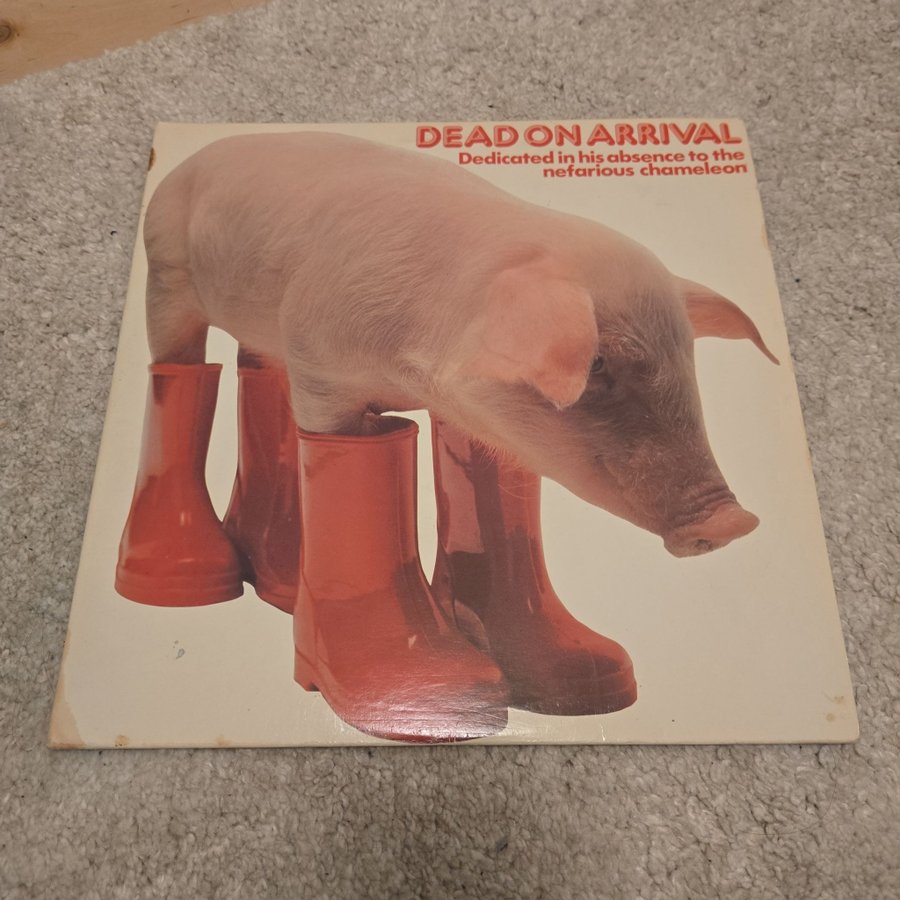 DEAD ON ARRIVAL
Dedicated in his absence to the
nefarious chameleon